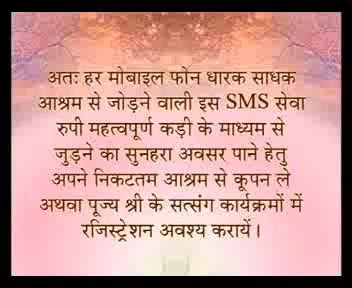 अतः हर मोबाइल फोन धारक साधक
आश्रम से जोड़ने वाली इस SMS सेवा
रुपी महत्वपूर्ण कड़ी के माध्यम से
जुड़ने का सुनहरा अवसर पाने हेतु
अपने निकटतम आश्रम से कूपन ले
अथवा पूज्य श्री के सत्संग कार्यक्रमों में
रजिस्ट्रेशन अवश्य करायें।